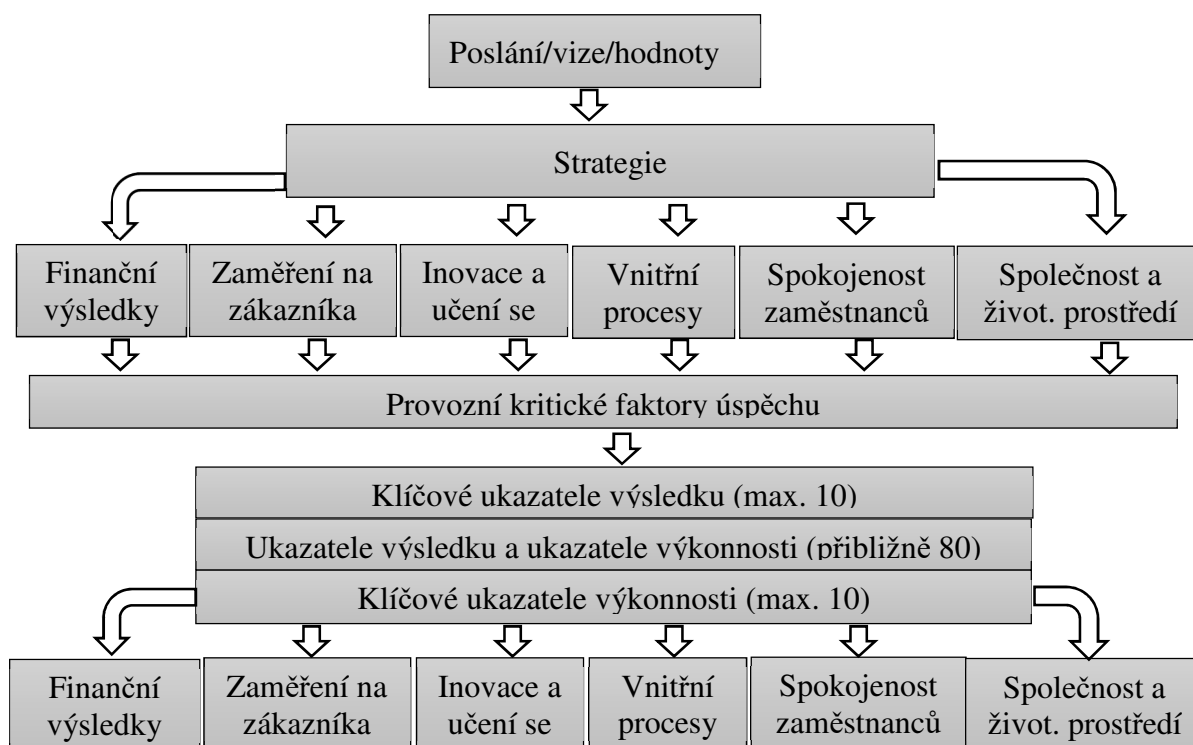 Poslání/vize/hodnoty
Strategie
Finanční
výsledky
Zaměření na
zákazníka
Inovace a
učení se
Vnitřní
procesy
Spokojenost
zaměstnanců
Společnost a
život. prostředí
Provozní kritické faktory úspěchu
Klíčové ukazatele výsledku (max. 10)
Ukazatele výsledku a ukazatele výkonnosti (přibližně 80)
Klíčové ukazatele výkonnosti (max. 10)
Finanční
výsledky
Zaměření na
zákazníka
Inovace a
učení se
Vnitřní
procesy
Spokojenost
zaměstnanců
Společnost a
život. prostředí